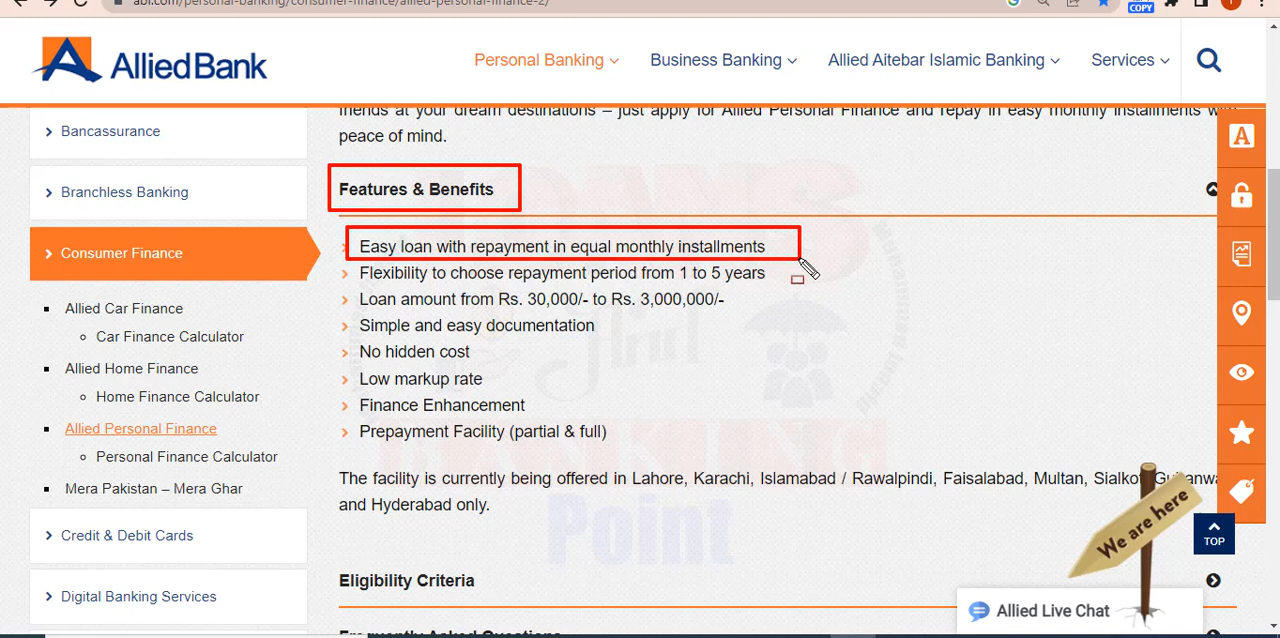 abl.com/personal-banking/consumer-finance/allied-personal-finance-2/
COPY
Allied Bank
Personal Banking
Business Banking
Allied Aitebar Islamic Banking
Services
friends at your dream destinations – just apply for Allied Personal Finance and repay in easy monthly installments
peace of mind.
Bancassurance
Branchless Banking
Consumer Finance
Allied Car Finance
Car Finance Calculator
Allied Home Finance
Home Finance Calculator
Allied Personal Finance
Personal Finance Calculator
Mera Pakistan – Mera Ghar
Credit & Debit Cards
Digital Banking Services
Features & Benefits
Easy loan with repayment in equal monthly installments
Flexibility to choose repayment period from 1 to 5 years
Loan amount from Rs. 30,000/- to Rs. 3,000,000/-
Simple and easy documentation
No hidden cost
Low markup rate
Finance Enhancement
Prepayment Facility (partial & full)
The facility is currently being offered in Lahore, Karachi, Islamabad / Rawalpindi, Faisalabad, Multan,
and Hyderabad only.
Point
Eligibility Criteria
Frequently Asked Questions
We are here
TOP
Allied Live Chat